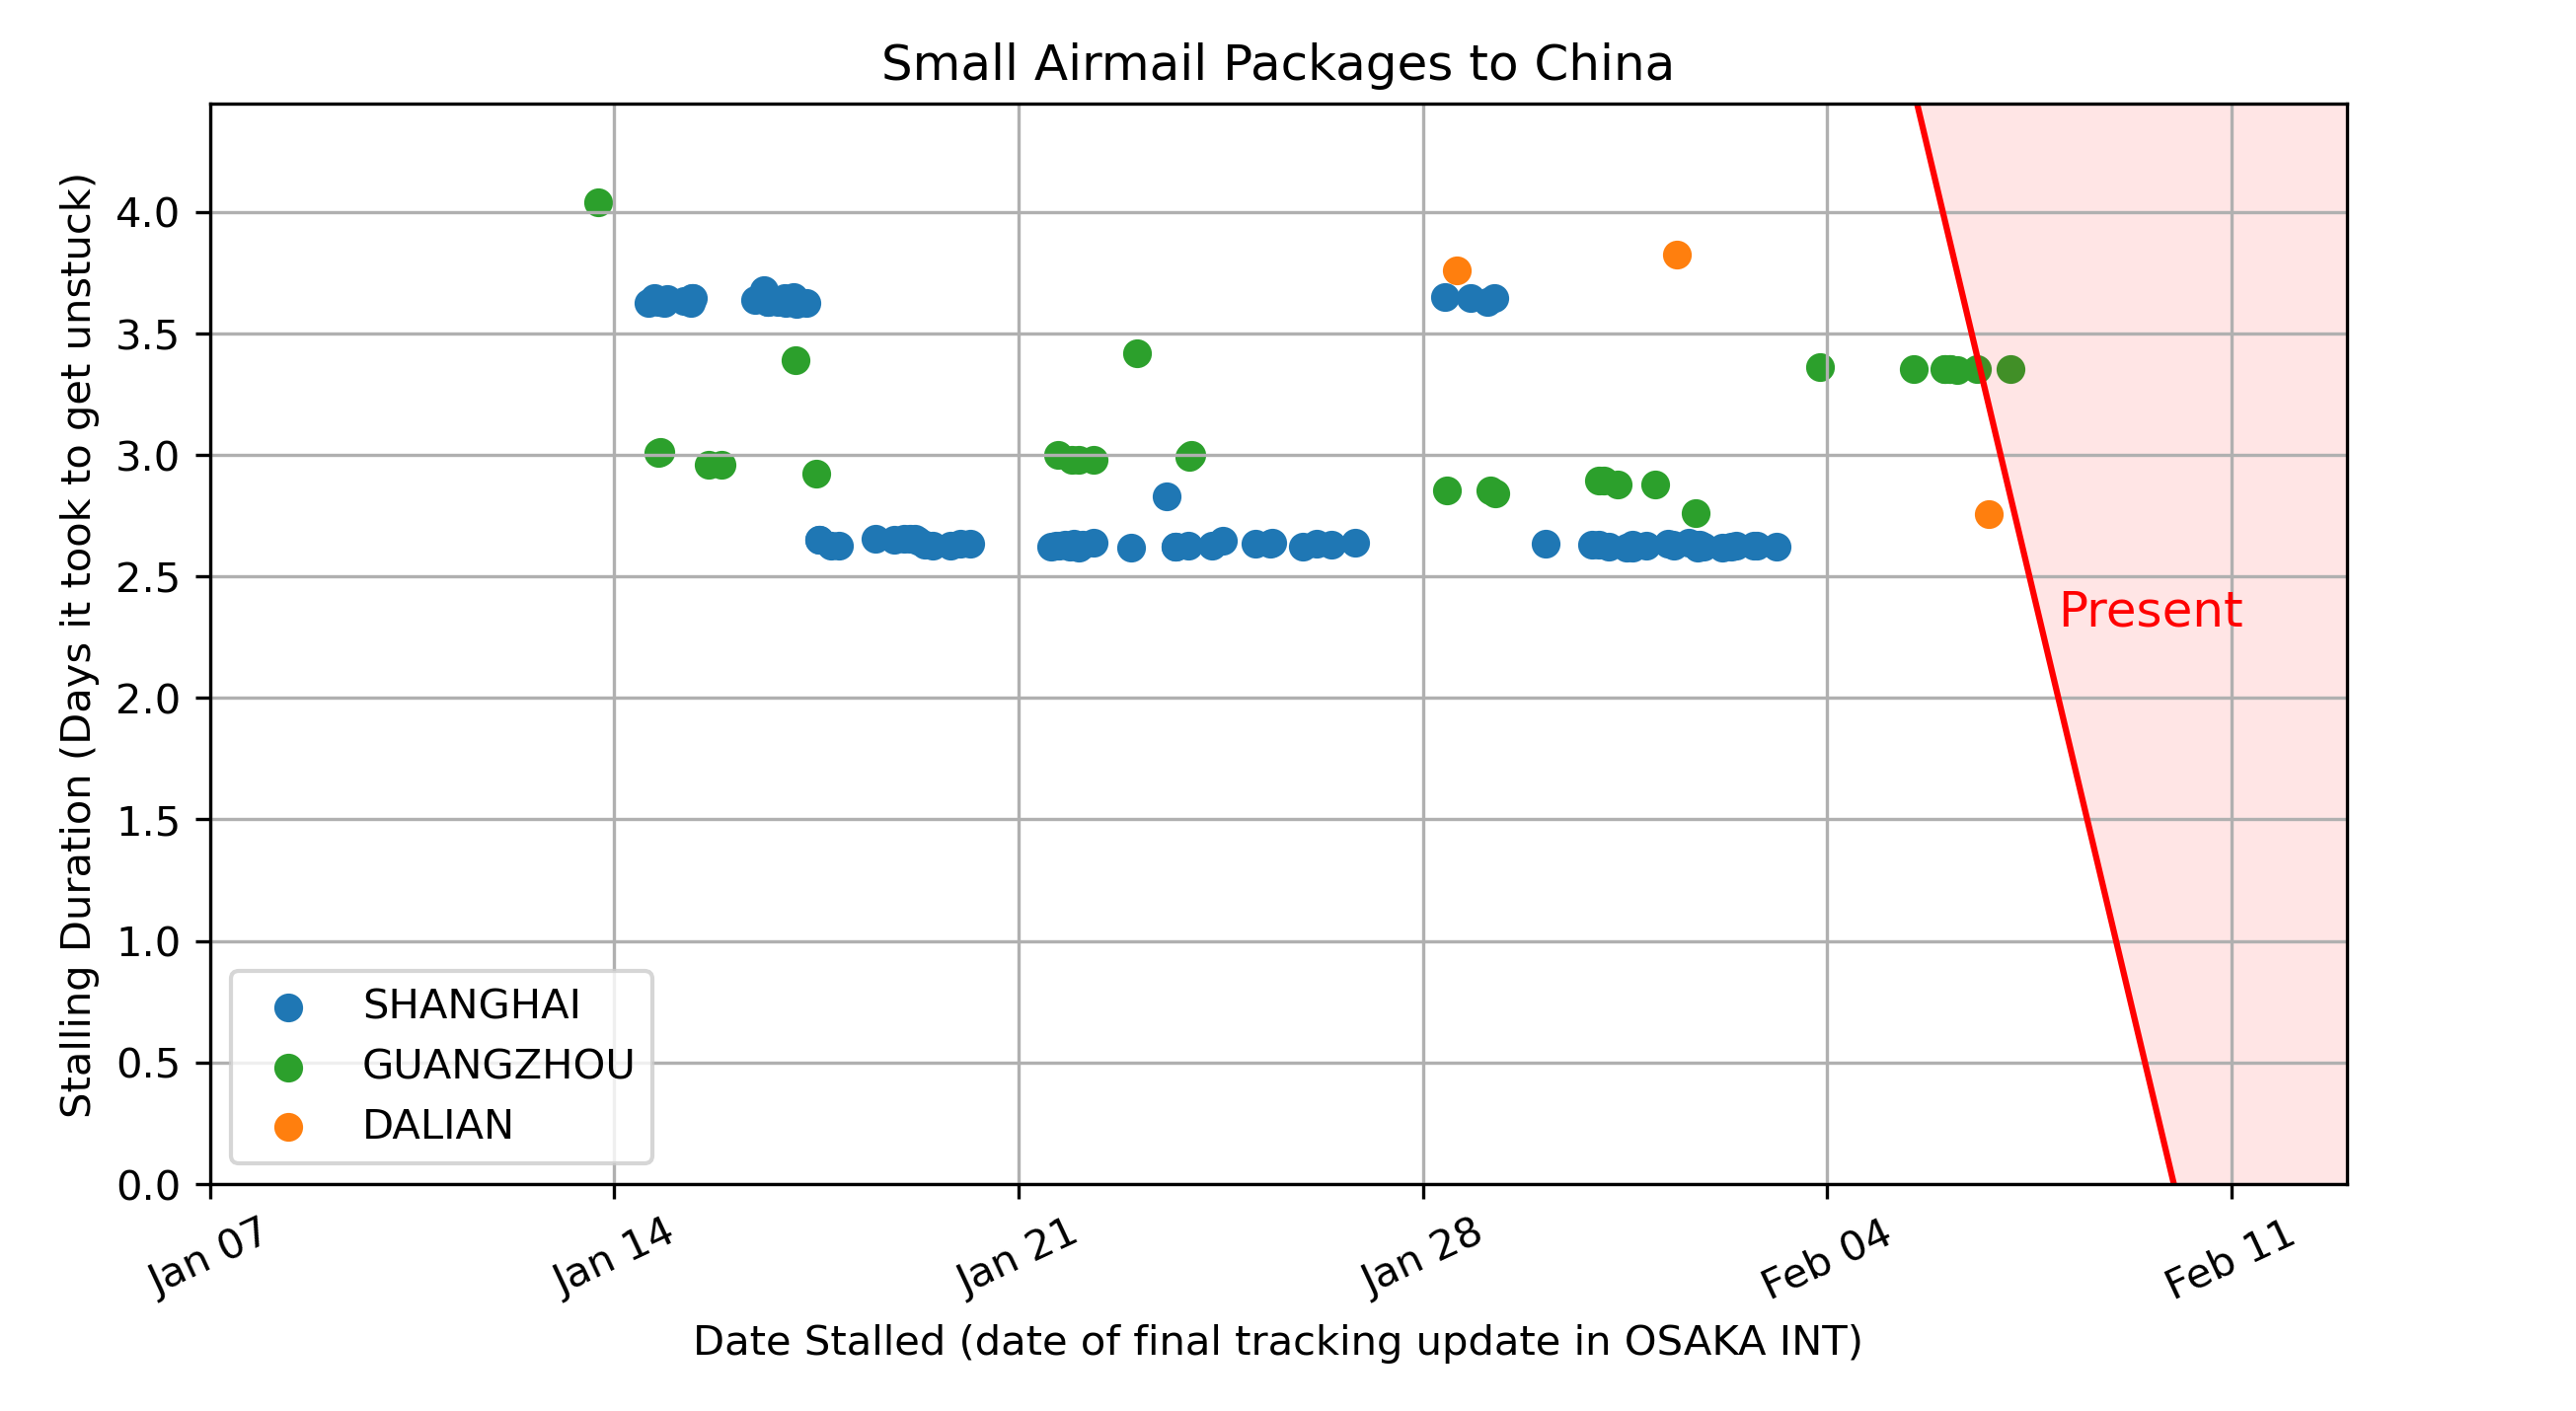 Small Airmail Packages to China
Stalling Duration (Days it took to get unstuck)
4.0
3.5
3.0
2.5
2.0
1.5
1.0
0.5
0.0
Present
SHANGHAI
GUANGZHOU
DALIAN
Jan 07
Jan 14
Jan 21
Jan 28
Feb 04
Feb 11
Date Stalled (date of final tracking update in OSAKA INT)